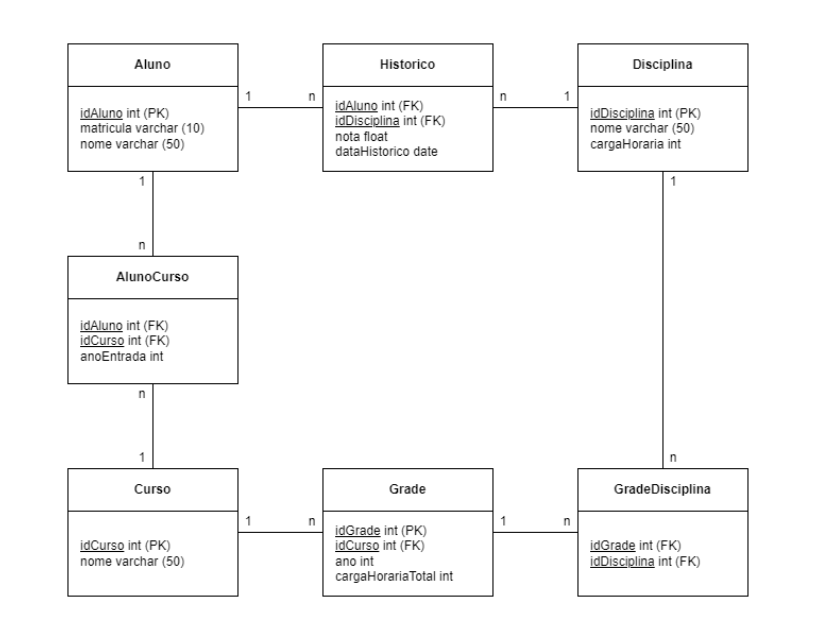 Aluno
idAluno int (PK)
matricula varchar (10)
nome varchar (50)
1
n
Historico
idAluno int (FK)
idDisciplina int (FK)
nota float
dataHistorico date
n
1
Disciplina
idDisciplina int (PK)
nome varchar (50)
cargaHoraria int
1
n
AlunoCurso
idAluno int (FK)
idCurso int (FK)
anoEntrada int
n
1
Curso
idCurso int (PK)
nome varchar (50)
1
n
Grade
idGrade int (PK)
idCurso int (FK)
ano int
cargaHorariaTotal int
1
n
1
n
GradeDisciplina
idGrade int (FK)
idDisciplina int (FK)